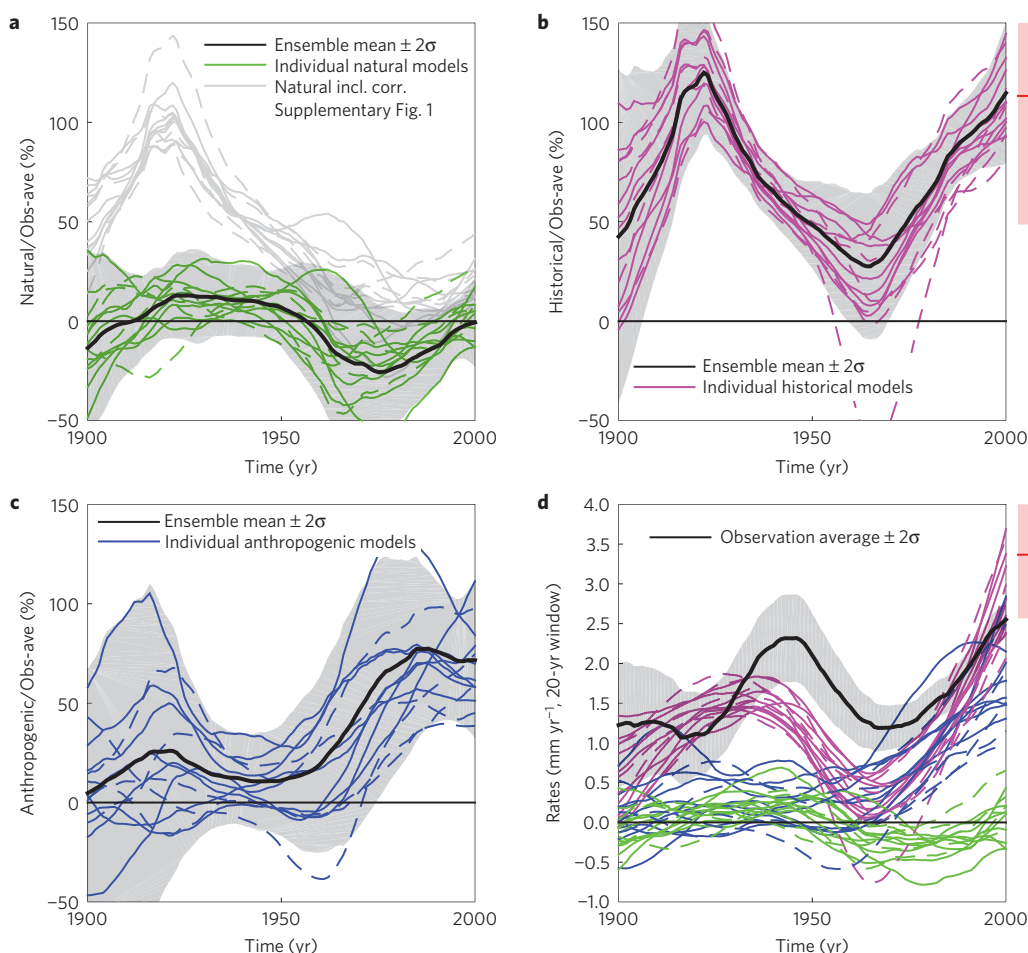 a
150
100
50
0
−50
Natural/Obs-ave (%)
Ensemble mean ± 2σ
Individual natural models
Natural incl. corr.
Supplementary Fig. 1
1900
1950
2000
Time (yr)
b
150
100
50
0
−50
Historical/Obs-ave (%)
Ensemble mean ± 2σ
Individual historical models
1900
1950
2000
Time (yr)
c
150
100
50
0
−50
Anthropogenic/Obs-ave (%)
Ensemble mean ± 2σ
Individual anthropogenic models
1900
1950
2000
Time (yr)
d
4.0
3.5
3.0
2.5
2.0
1.5
1.0
0.5
0.0
−0.5
−1.0
Rates (mm yr⁻¹, 20-yr window)
Observation average ± 2σ
1900
1950
2000
Time (yr)